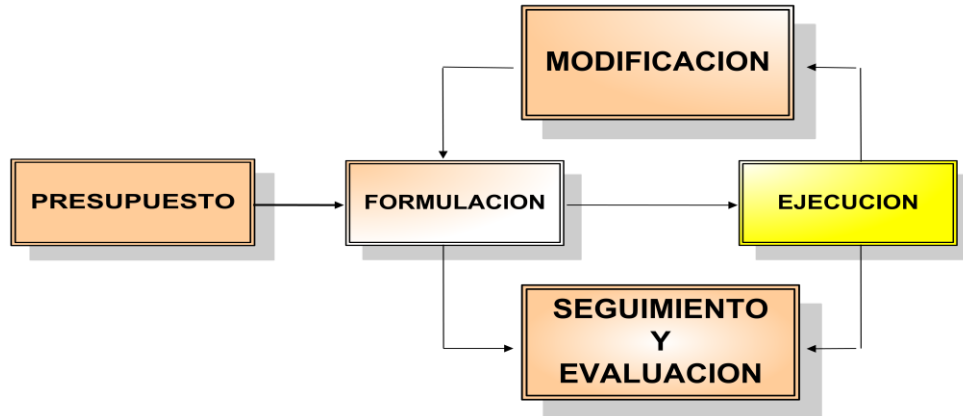 MODIFICACION
PRESUPUESTO
FORMULACION
EJECUCION
SEGUIMIENTO
Y
EVALUACION